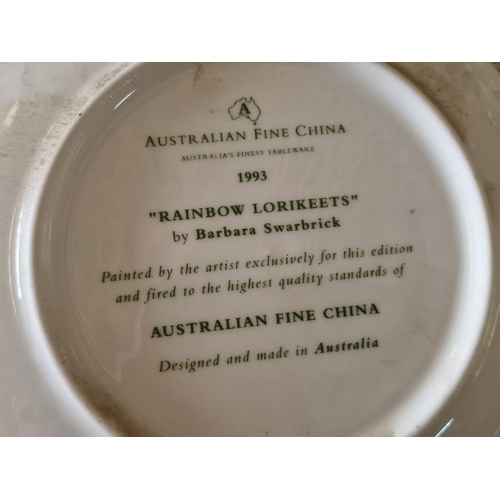 A
AUSTRALIAN FINE CHINA
AUSTRALIA'S FINEST TABLEWARE
1993
"RAINBOW LORIKEETS"
by Barbara Swarbrick
Painted by the artist exclusively for this edition
and fired to the highest quality standards of
AUSTRALIAN FINE CHINA
Designed and made in Australia